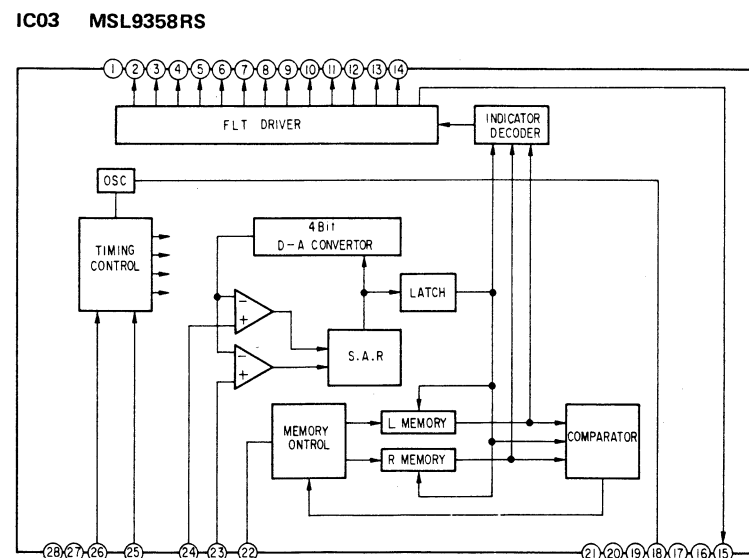 IC03 MSL9358RS
1 2 3 4 5 6 7 8 9 10 11 12 13 14
FLT DRIVER
INDICATOR
DECODER
OSC
4Bit
D-A CONVERTOR
TIMING
CONTROL
LATCH
-
+
S.A.R
-
+
L MEMORY
MEMORY
ONTROL
COMPARATOR
R MEMORY
28 27 26 25 24 23 22 21 20 19 18 17 16 15